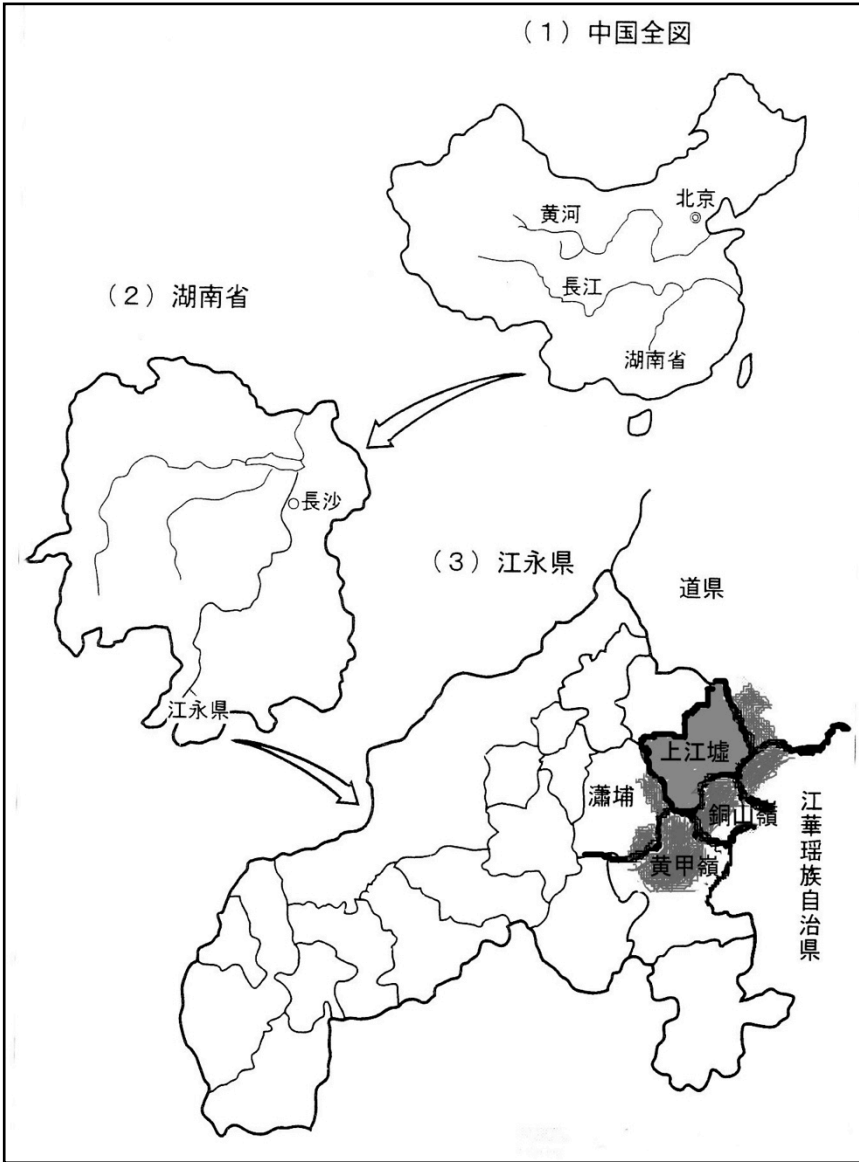 （1）中国全図
北京
黄河
長江
湖南省
（2）湖南省
長沙
江永県
（3）江永県
道県
上江墟
瀟埔
銅山嶺
黄甲嶺
江華瑶族自治県